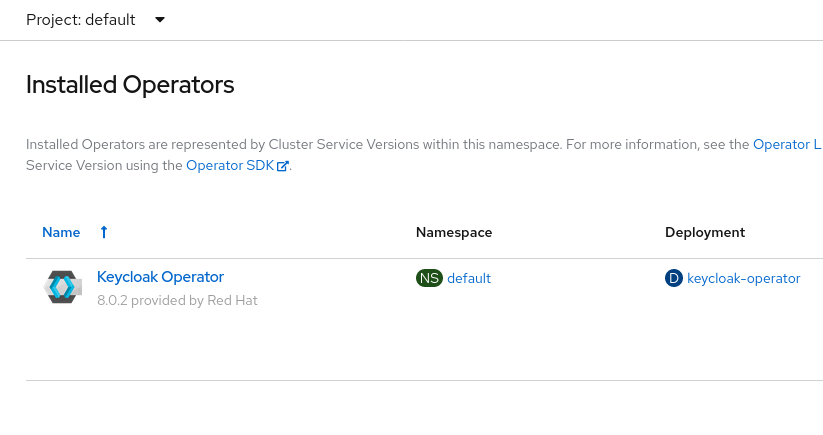 Project: default
Installed Operators
Installed Operators are represented by Cluster Service Versions within this namespace. For more information, see the Operator L
Service Version using the Operator SDK.
Name Namespace Deployment
Keycloak Operator NS default D keycloak-operator
8.0.2 provided by Red Hat